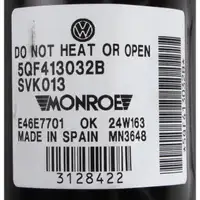 DO NOT HEAT OR OPEN
5QF413032B
SVK013
MONROE
E46E7701 OK 24W163
MADE IN SPAIN MN3648
3128422